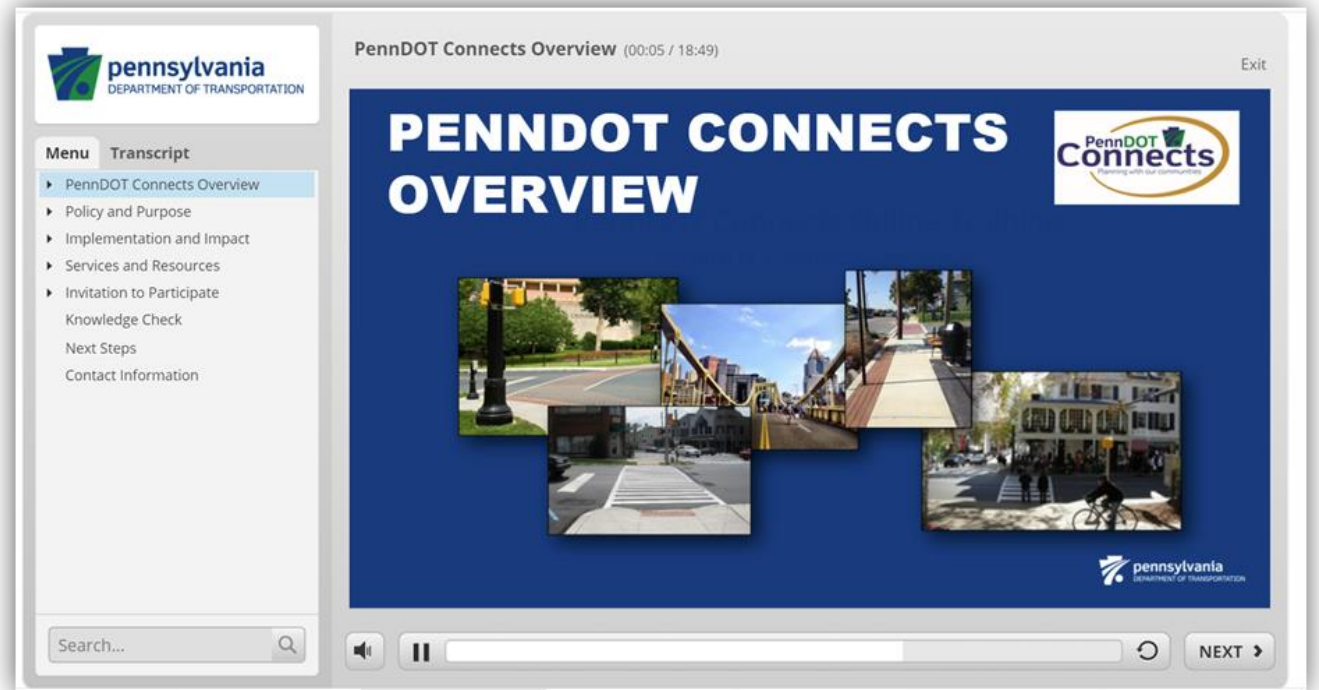 pennsylvania
DEPARTMENT OF TRANSPORTATION
Menu Transcript
PennDOT Connects Overview
Policy and Purpose
Implementation and Impact
Services and Resources
Invitation to Participate
Knowledge Check
Next Steps
Contact Information
Search...
PennDOT Connects Overview (00:05 / 18:49)
Exit
PENNDOT CONNECTS
OVERVIEW
PennDOT
Connects
Planning with our communities
pennsylvania
DEPARTMENT OF TRANSPORTATION
NEXT